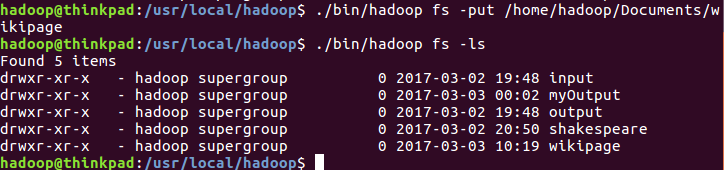 hadoop@thinkpad:/usr/local/hadoop$ ./bin/hadoop fs -put /home/hadoop/Documents/w
ikipage
hadoop@thinkpad:/usr/local/hadoop$ ./bin/hadoop fs -ls
Found 5 items
drwxr-xr-x   - hadoop supergroup          0 2017-03-02 19:48 input
drwxr-xr-x   - hadoop supergroup          0 2017-03-03 00:02 myOutput
drwxr-xr-x   - hadoop supergroup          0 2017-03-02 19:48 output
drwxr-xr-x   - hadoop supergroup          0 2017-03-02 20:50 shakespeare
drwxr-xr-x   - hadoop supergroup          0 2017-03-03 10:19 wikipage
hadoop@thinkpad:/usr/local/hadoop$